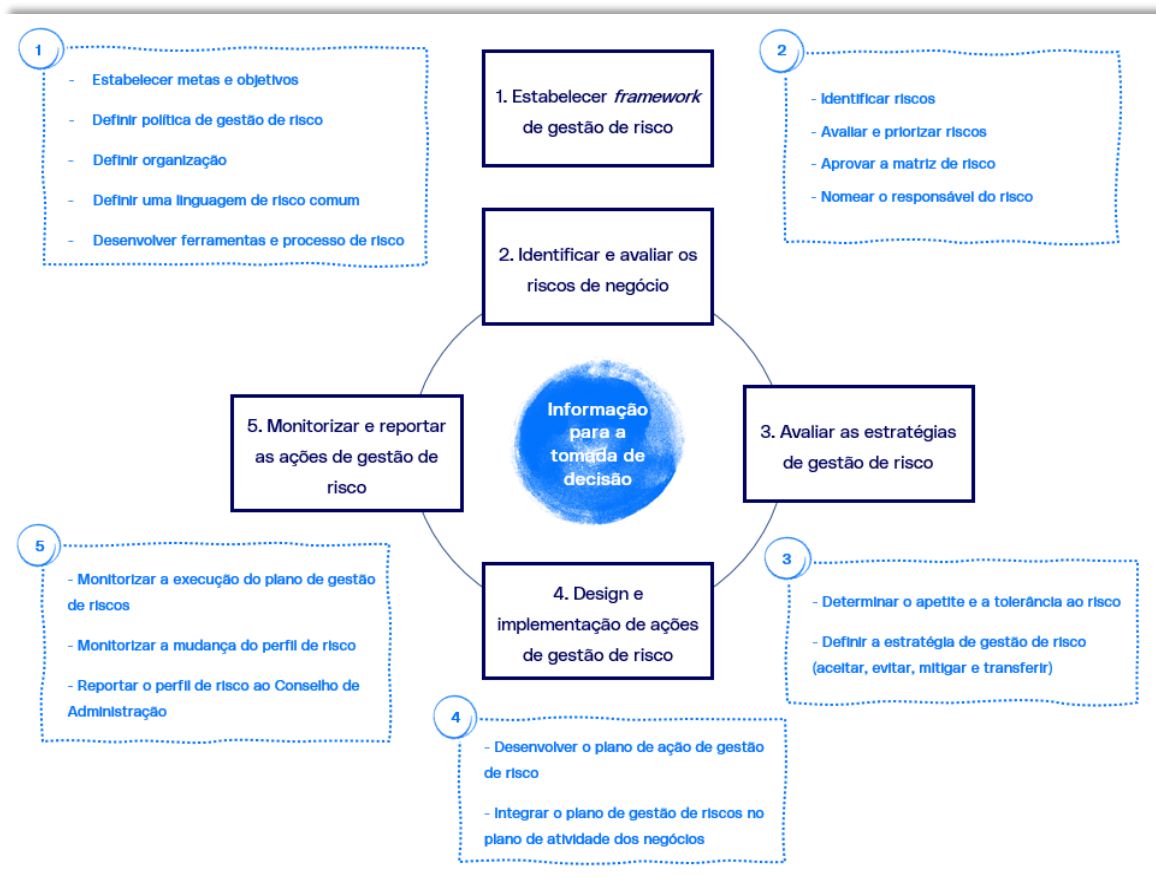 1
- Estabelecer metas e objetivos
- Definir política de gestão de risco
- Definir organização
- Definir uma linguagem de risco comum
- Desenvolver ferramentas e processo de risco
1. Estabelecer framework
de gestão de risco
2
- Identificar riscos
- Avaliar e priorizar riscos
- Aprovar a matriz de risco
- Nomear o responsável do risco
2. Identificar e avaliar os
riscos de negócio
Informação
para a
tomada de
decisão
5. Monitorizar e reportar
as ações de gestão de
risco
3. Avaliar as estratégias
de gestão de risco
4. Design e
implementação de ações
de gestão de risco
5
- Monitorizar a execução do plano de gestão
de riscos
- Monitorizar a mudança do perfil de risco
- Reportar o perfil de risco ao Conselho de
Administração
3
- Determinar o apetite e a tolerância ao risco
- Definir a estratégia de gestão de risco
(aceitar, evitar, mitigar e transferir)
4
- Desenvolver o plano de ação de gestão
de risco
- Integrar o plano de gestão de riscos no
plano de atividade dos negócios